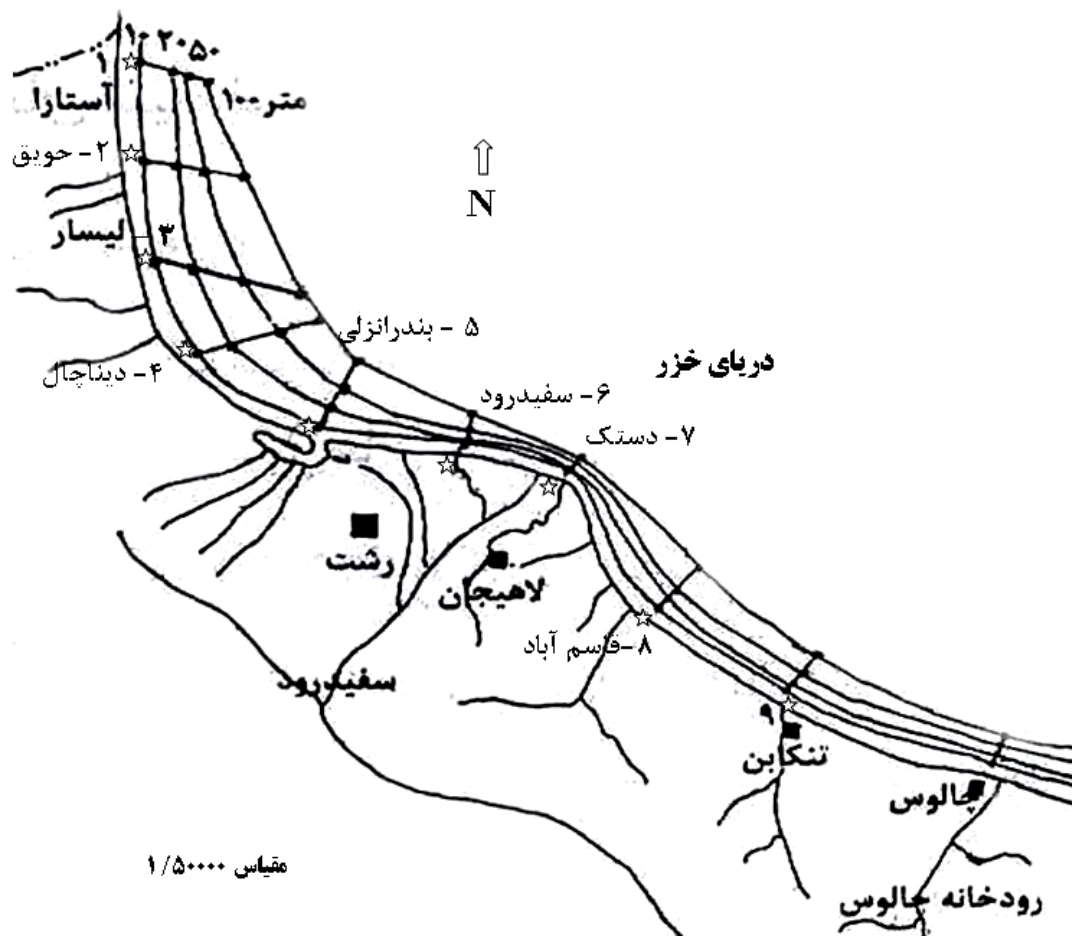 ۱۰ ۲۰ ۵۰
۱۰۰ متر
۱
آستارا
۲- حویق
N
۳
لیسار
۵ - بندرانزلی
۴- دیناچال
دریای خزر
۶ - سفیدرود
۷- دستک
رشت
لاهیجان
۸-قاسم آباد
سفیدرود
۹
تنکابن
چالوس
مقیاس ۱/۵۰۰۰۰
رودخانه چالوس